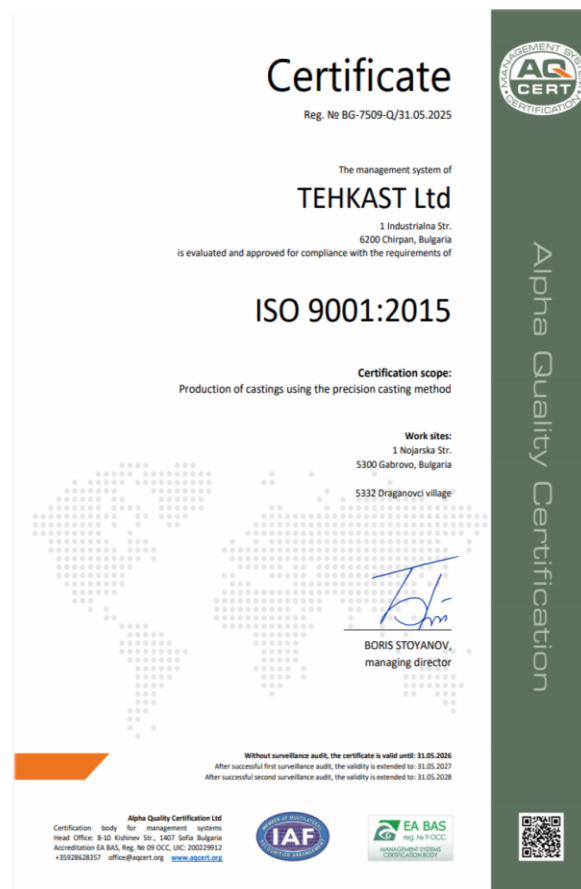 Certificate
Reg. № BG-7509-Q/31.05.2025
The management system of
TEHKAST Ltd
1 Industrialna Str.
6200 Chirpan, Bulgaria
is evaluated and approved for compliance with the requirements of
ISO 9001:2015
Certification scope:
Production of castings using the precision casting method
Work sites:
1 Nojarska Str.
5300 Gabrovo, Bulgaria
5332 Draganovci village
BORIS STOYANOV,
managing director
Without surveillance audit, the certificate is valid until: 31.05.2026
After successful first surveillance audit, the validity is extended to: 31.05.2027
After successful second surveillance audit, the validity is extended to: 31.05.2028
Alpha Quality Certification Ltd
Certification body for management systems
Head Office: 8-10 Kishinev Str., 1407 Sofia Bulgaria
Accreditation EA BAS, Reg. № 09 OCC, UIC: 200229912
+35928628357 office@aqcert.org www.aqcert.org
MEMBER OF MULTILATERAL
IAF
RECOGNITION ARRANGEMENT
EA BAS
reg. № 9 OCC
MANAGEMENT SYSTEMS
CERTIFICATION BODY
AQ
CERT
CERTIFICATION
Alpha Quality Certification